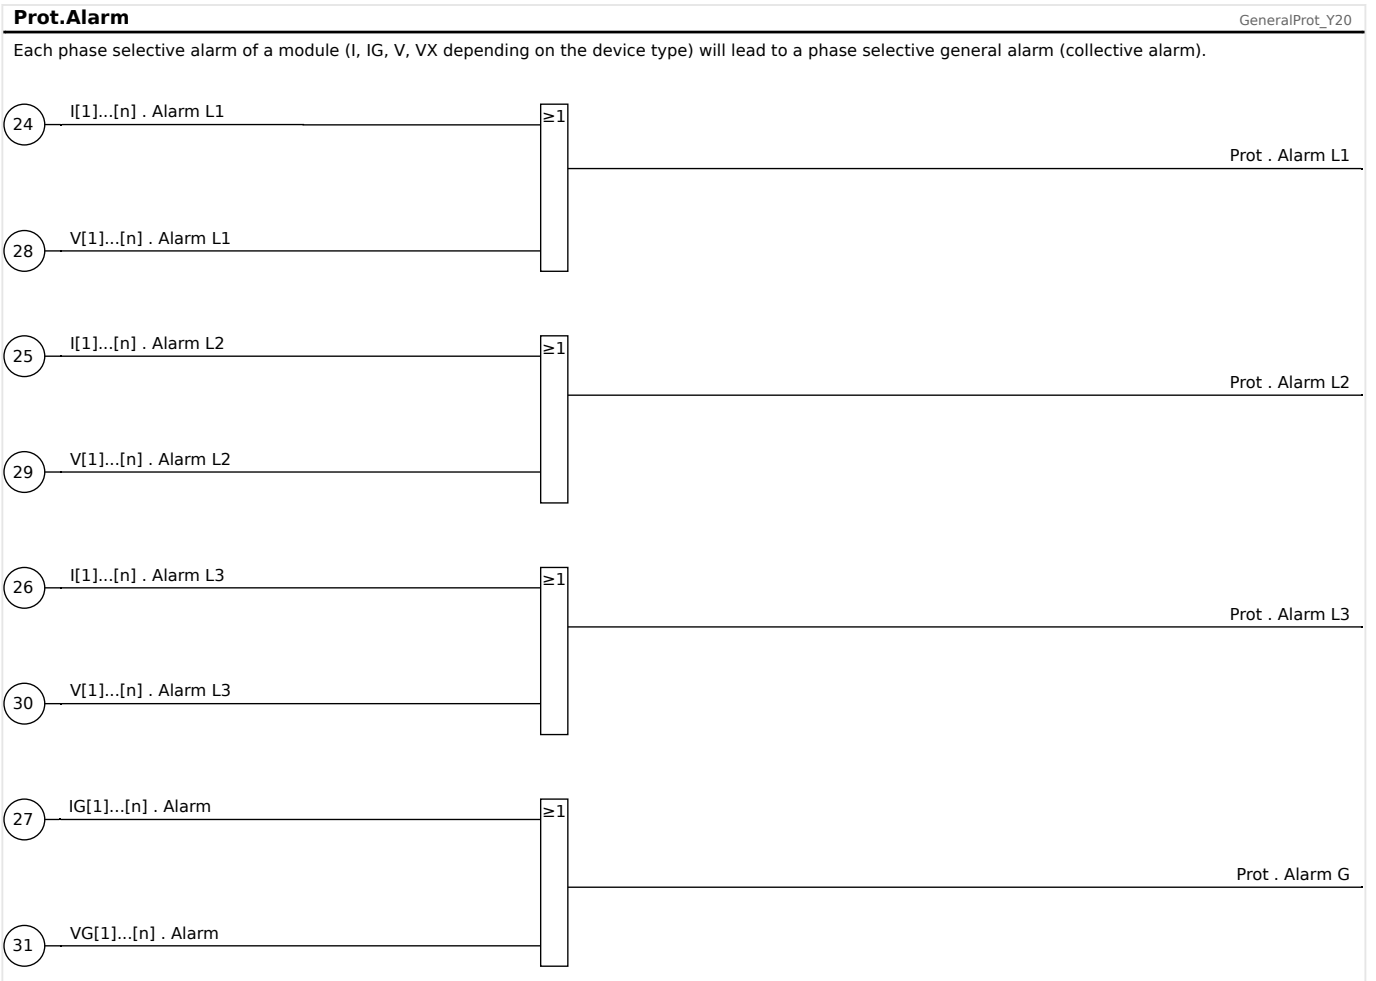 Prot.Alarm
GeneralProt_Y20
Each phase selective alarm of a module (I, IG, V, VX depending on the device type) will lead to a phase selective general alarm (collective alarm).
24
I[1]...[n] . Alarm L1
≥1
Prot . Alarm L1
28
V[1]...[n] . Alarm L1
25
I[1]...[n] . Alarm L2
≥1
Prot . Alarm L2
29
V[1]...[n] . Alarm L2
26
I[1]...[n] . Alarm L3
≥1
Prot . Alarm L3
30
V[1]...[n] . Alarm L3
27
IG[1]...[n] . Alarm
≥1
Prot . Alarm G
31
VG[1]...[n] . Alarm